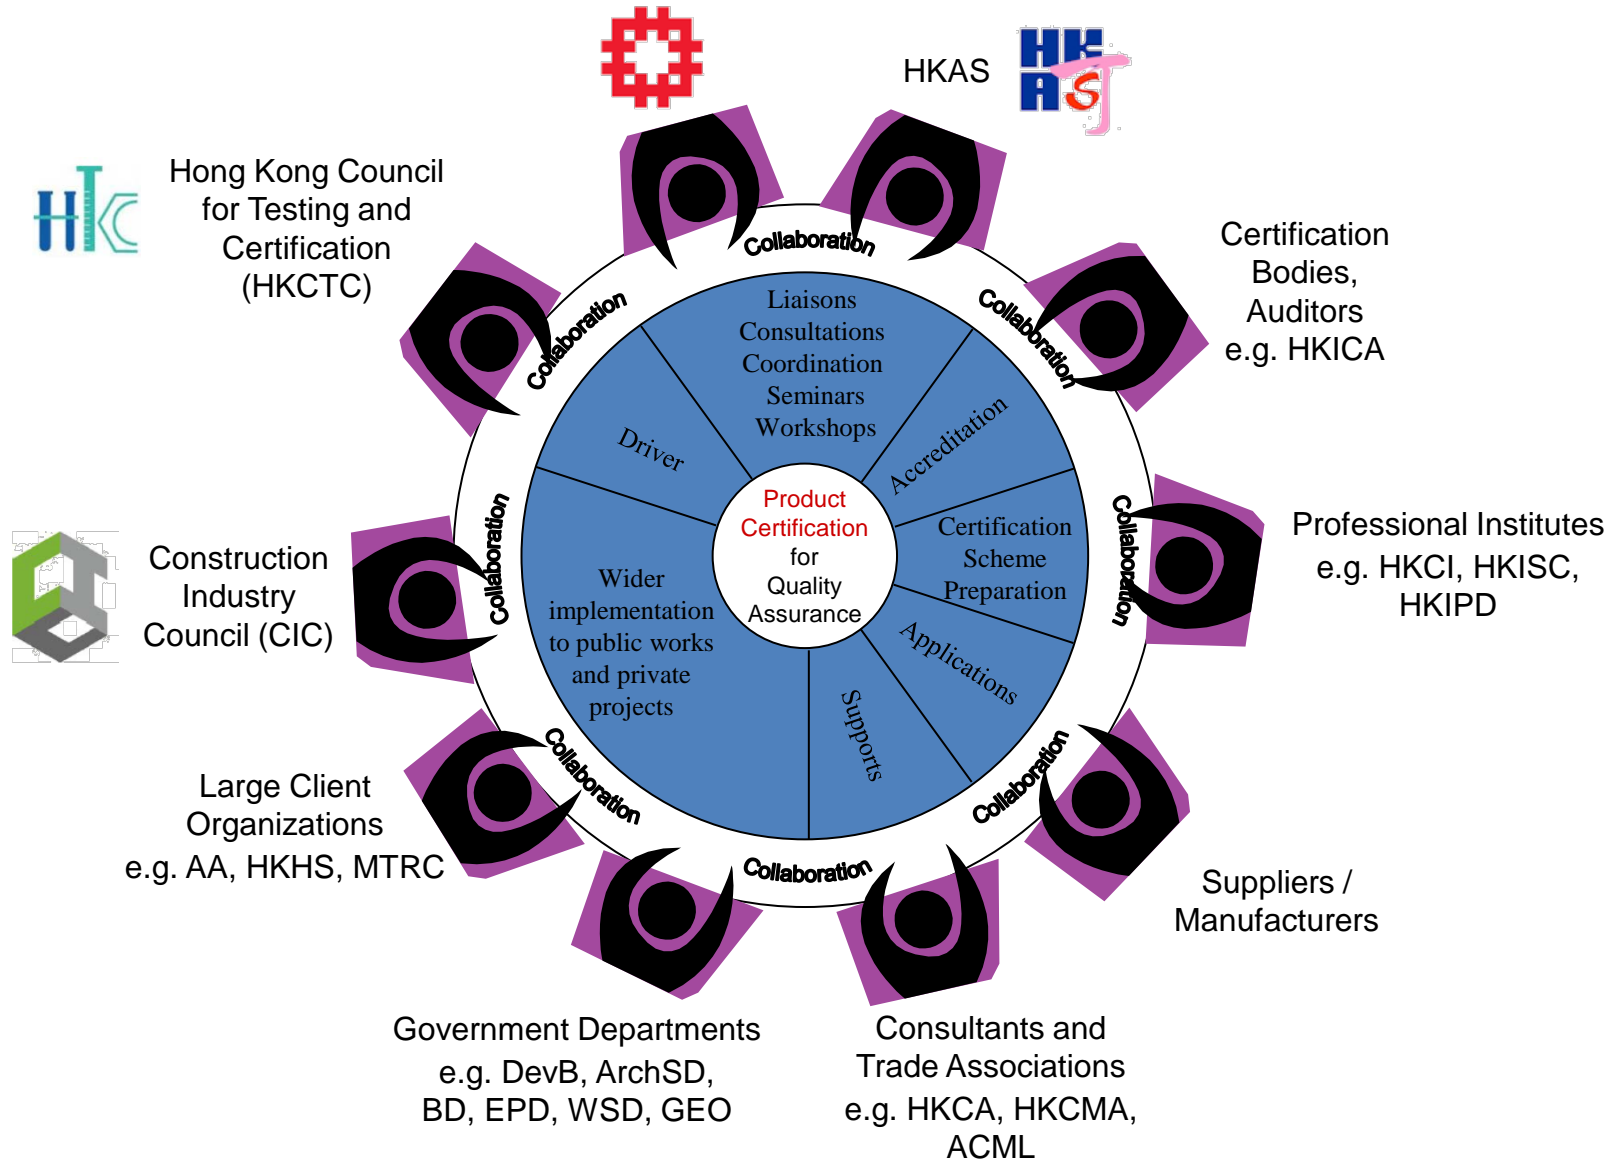 HKAS
HK
AST
HKC
Hong Kong Council
for Testing and
Certification
(HKCTC)
Certification
Bodies,
Auditors
e.g. HKICA
Professional Institutes
e.g. HKCI, HKISC,
HKIPD
Suppliers /
Manufacturers
Consultants and
Trade Associations
e.g. HKCA, HKCMA,
ACML
Government Departments
e.g. DevB, ArchSD,
BD, EPD, WSD, GEO
Large Client
Organizations
e.g. AA, HKHS, MTRC
Construction
Industry
Council (CIC)
Collaboration
Collaboration
Collaboration
Collaboration
Collaboration
Collaboration
Collaboration
Collaboration
Liaisons
Consultations
Coordination
Seminars
Workshops
Accreditation
Certification
Scheme
Preparation
Applications
Supports
Wider
implementation
to public works
and private
projects
Driver
Product
Certification
for
Quality
Assurance